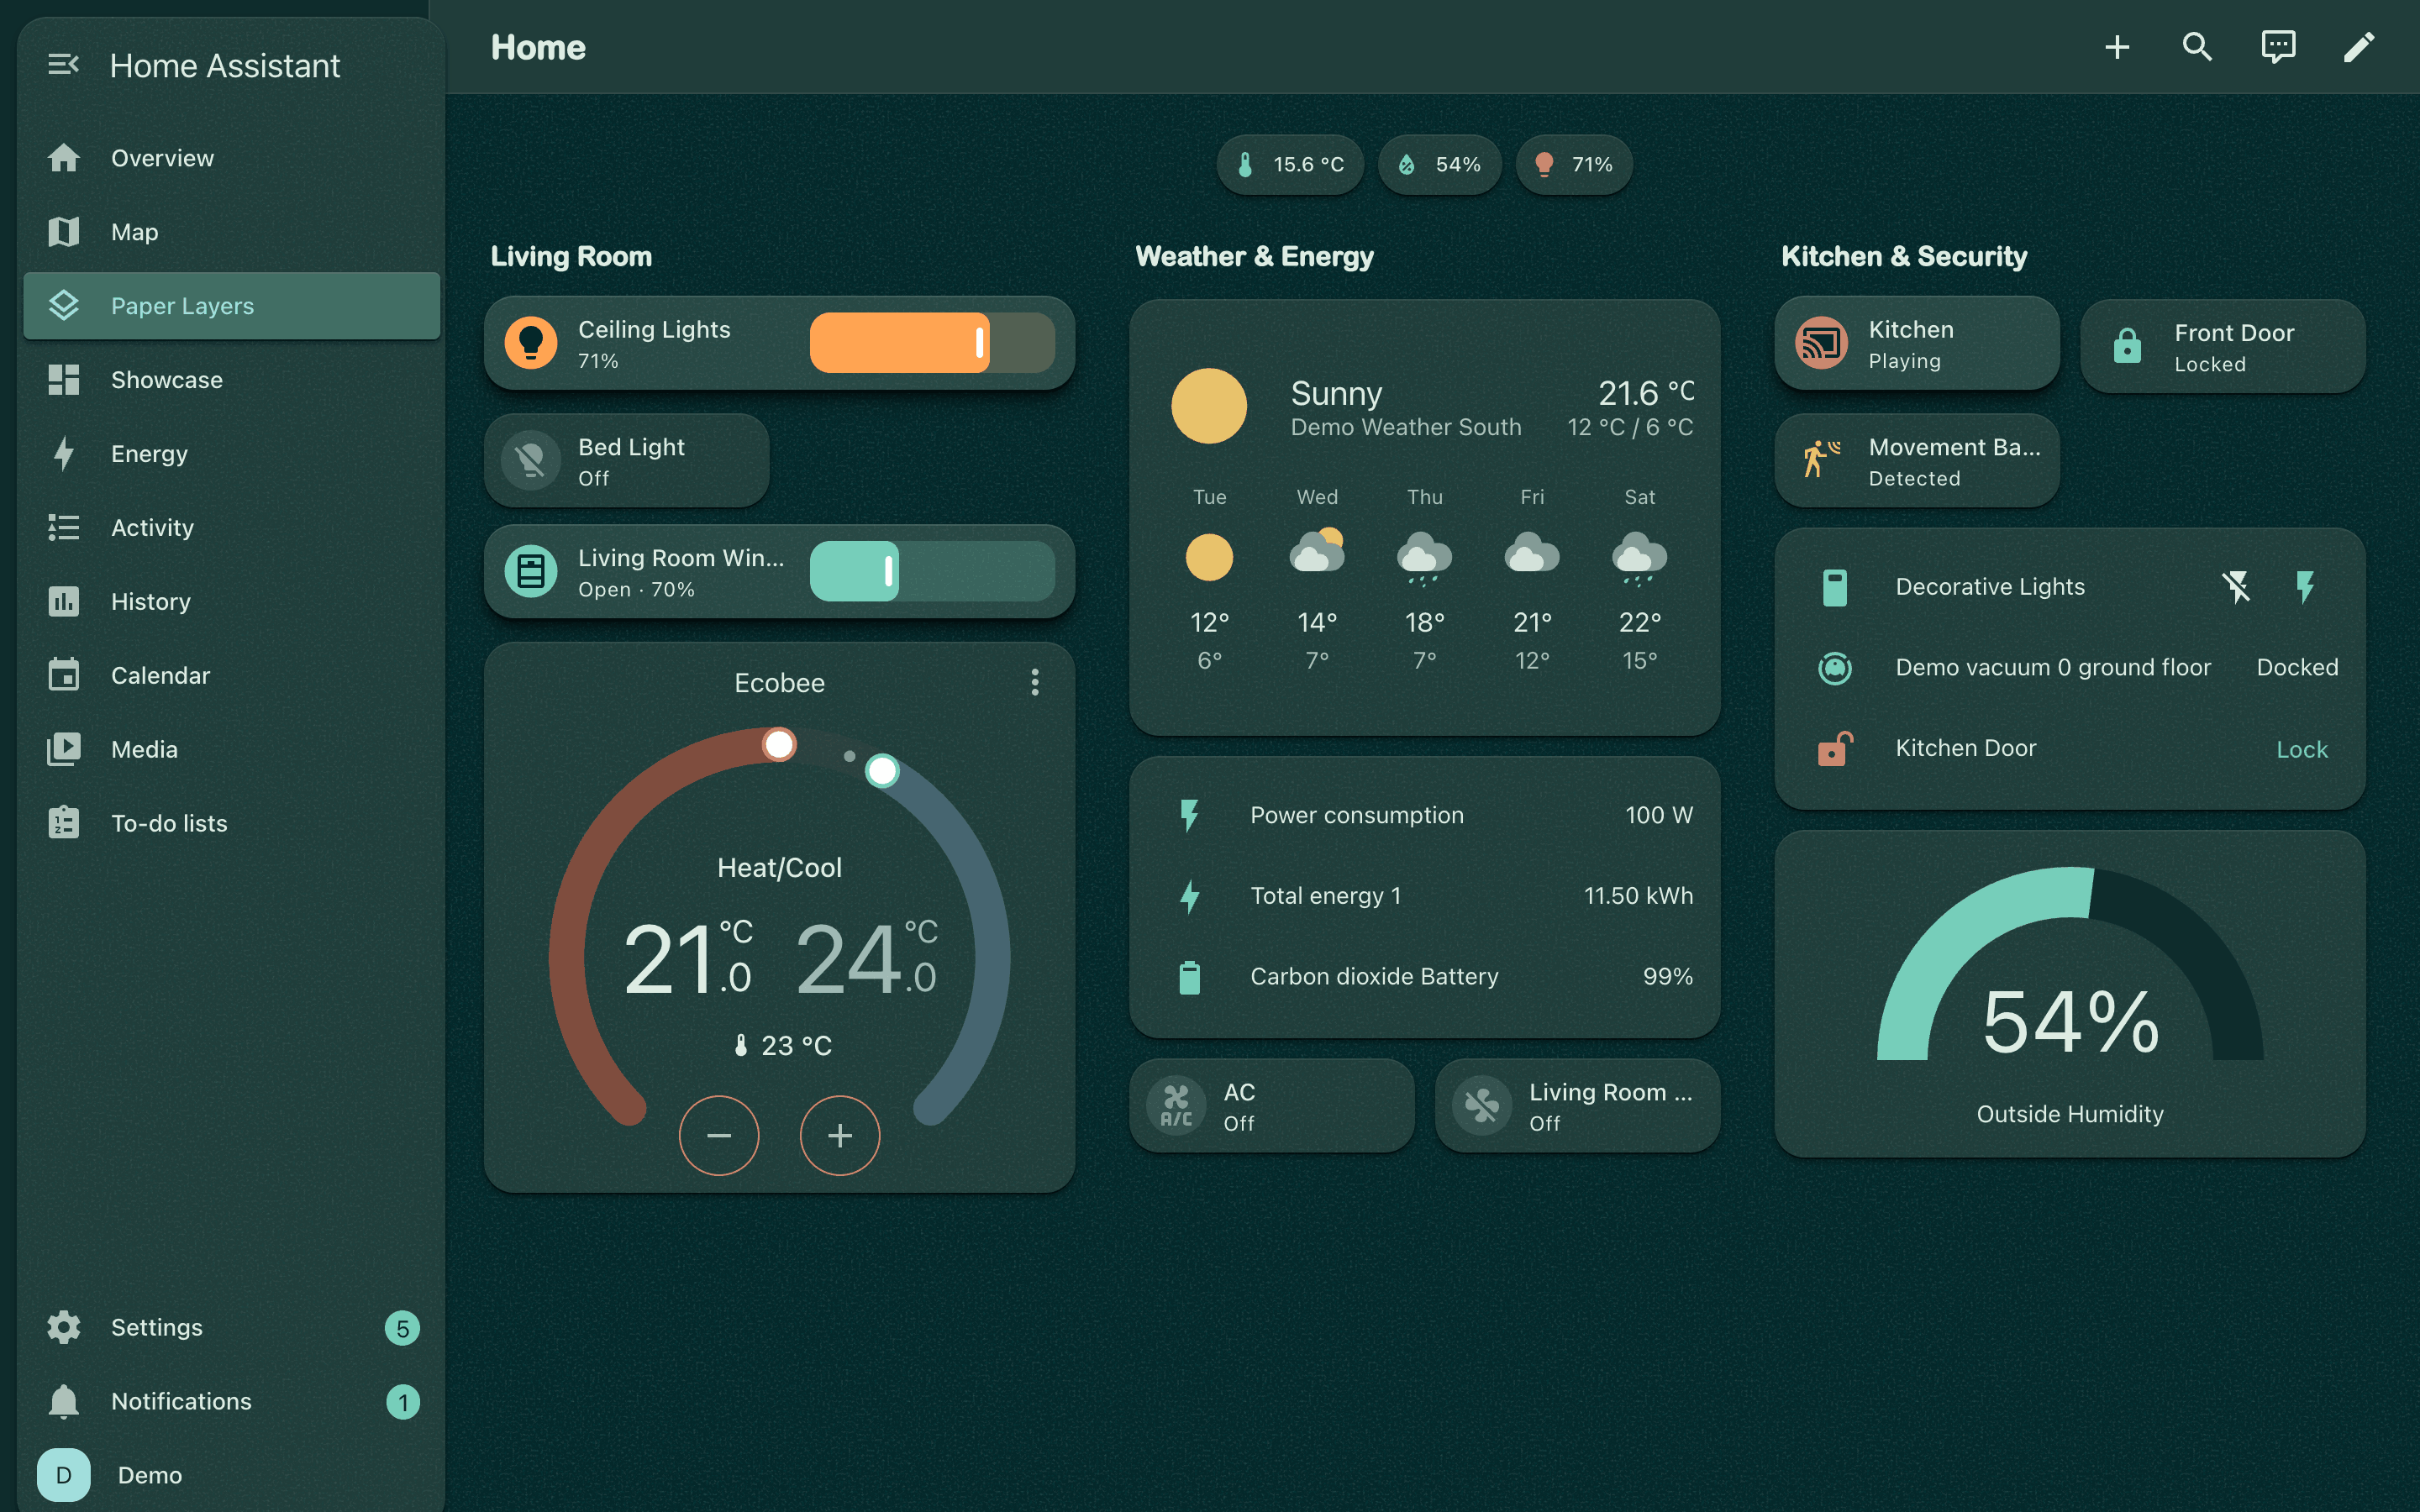 Home Assistant
Overview
Map
Paper Layers
Showcase
Energy
Activity
History
Calendar
Media
To-do lists
Settings
5
Notifications
1
D
Demo
Home
15.6 °C
54%
71%
Living Room
Ceiling Lights
71%
Bed Light
Off
Living Room Win...
Open · 70%
Ecobee
Heat/Cool
21.0 °C
24.0 °C
23 °C
Weather & Energy
Sunny
21.6 °C
Demo Weather South
12 °C / 6 °C
Tue Wed Thu Fri Sat
12° 14° 18° 21° 22°
6° 7° 7° 12° 15°
Power consumption
100 W
Total energy 1
11.50 kWh
Carbon dioxide Battery
99%
A/C
AC
Off
Living Room ...
Off
Kitchen & Security
Kitchen
Playing
Front Door
Locked
Movement Ba...
Detected
Decorative Lights
Demo vacuum 0 ground floor
Docked
Kitchen Door
Lock
54%
Outside Humidity